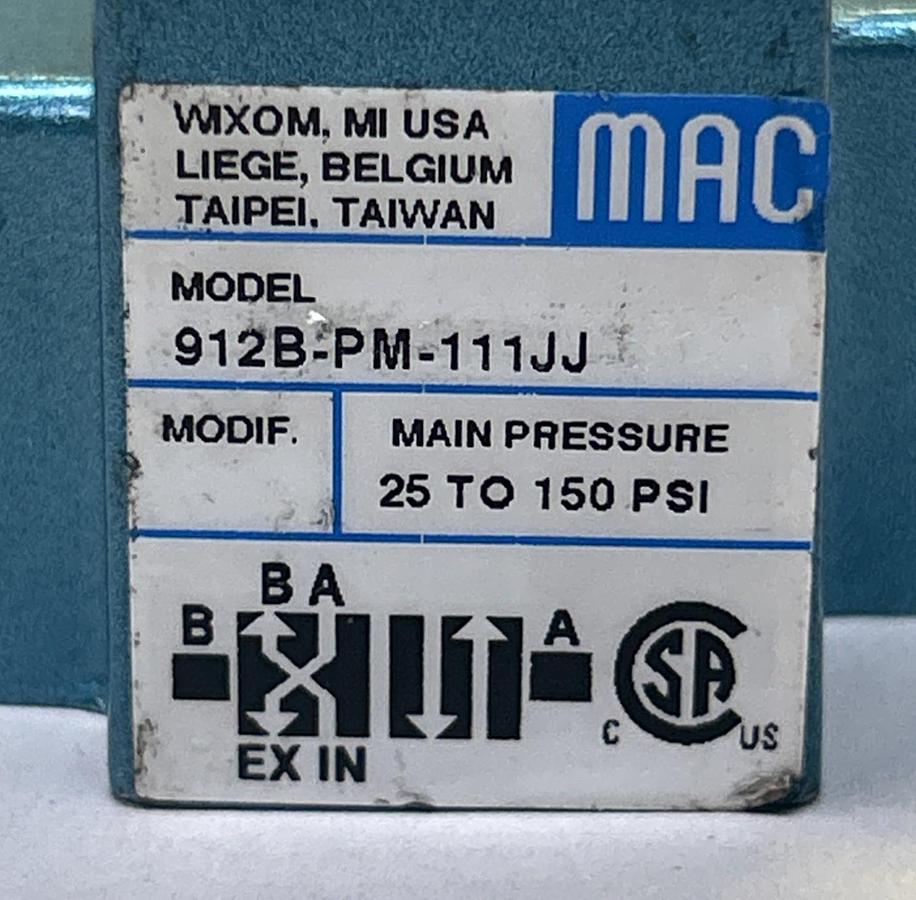 WIXOM, MI USA
LIEGE, BELGIUM
TAIPEI, TAIWAN
MAC
MODEL
912B-PM-111JJ
MODIF.
MAIN PRESSURE
25 TO 150 PSI
B A
B
A
EX IN
C SA US